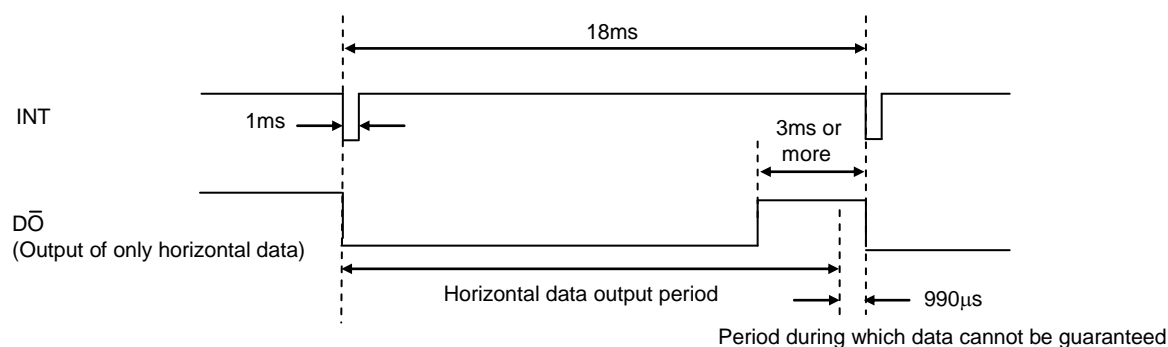 18ms
INT
1ms
3ms or
more
DŌ
(Output of only horizontal data)
Horizontal data output period
990μs
Period during which data cannot be guaranteed